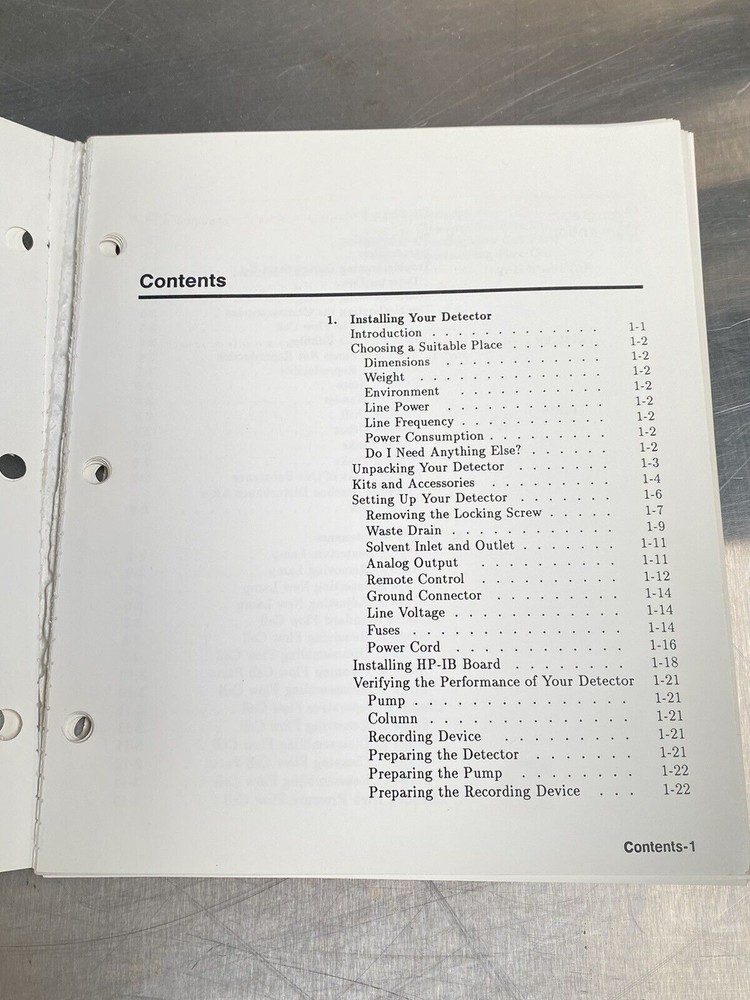 Contents
1. Installing Your Detector
Introduction . . . . . . . . . . . . . 1-1
Choosing a Suitable Place . . . . . . . 1-2
Dimensions . . . . . . . . . . . . 1-2
Weight . . . . . . . . . . . . . . 1-2
Environment . . . . . . . . . . . 1-2
Line Power . . . . . . . . . . . . 1-2
Line Frequency . . . . . . . . . . 1-2
Power Consumption . . . . . . . . 1-2
Do I Need Anything Else? . . . . . . 1-2
Unpacking Your Detector . . . . . . . 1-3
Kits and Accessories . . . . . . . . . 1-4
Setting Up Your Detector . . . . . . . 1-6
Removing the Locking Screw . . . . . 1-7
Waste Drain . . . . . . . . . . . . 1-9
Solvent Inlet and Outlet . . . . . . . 1-11
Analog Output . . . . . . . . . . 1-11
Remote Control . . . . . . . . . . 1-12
Ground Connector . . . . . . . . . 1-14
Line Voltage . . . . . . . . . . . . 1-14
Fuses . . . . . . . . . . . . . . . 1-14
Power Cord . . . . . . . . . . . . 1-16
Installing HP-IB Board . . . . . . . . 1-18
Verifying the Performance of Your Detector 1-21
Pump . . . . . . . . . . . . . . . 1-21
Column . . . . . . . . . . . . . . 1-21
Recording Device . . . . . . . . . 1-21
Preparing the Detector . . . . . . . 1-21
Preparing the Pump . . . . . . . . 1-22
Preparing the Recording Device . . . 1-22
Contents-1